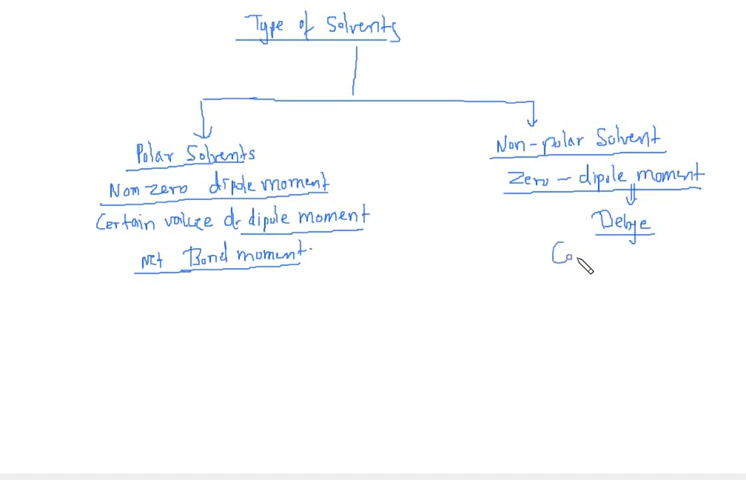 Type of Solvents
Polar Solvents
Non zero dipole moment
Certain value of dipole moment
Net Bond moment.
Non-polar Solvent
Zero - dipole moment
Debye
Co